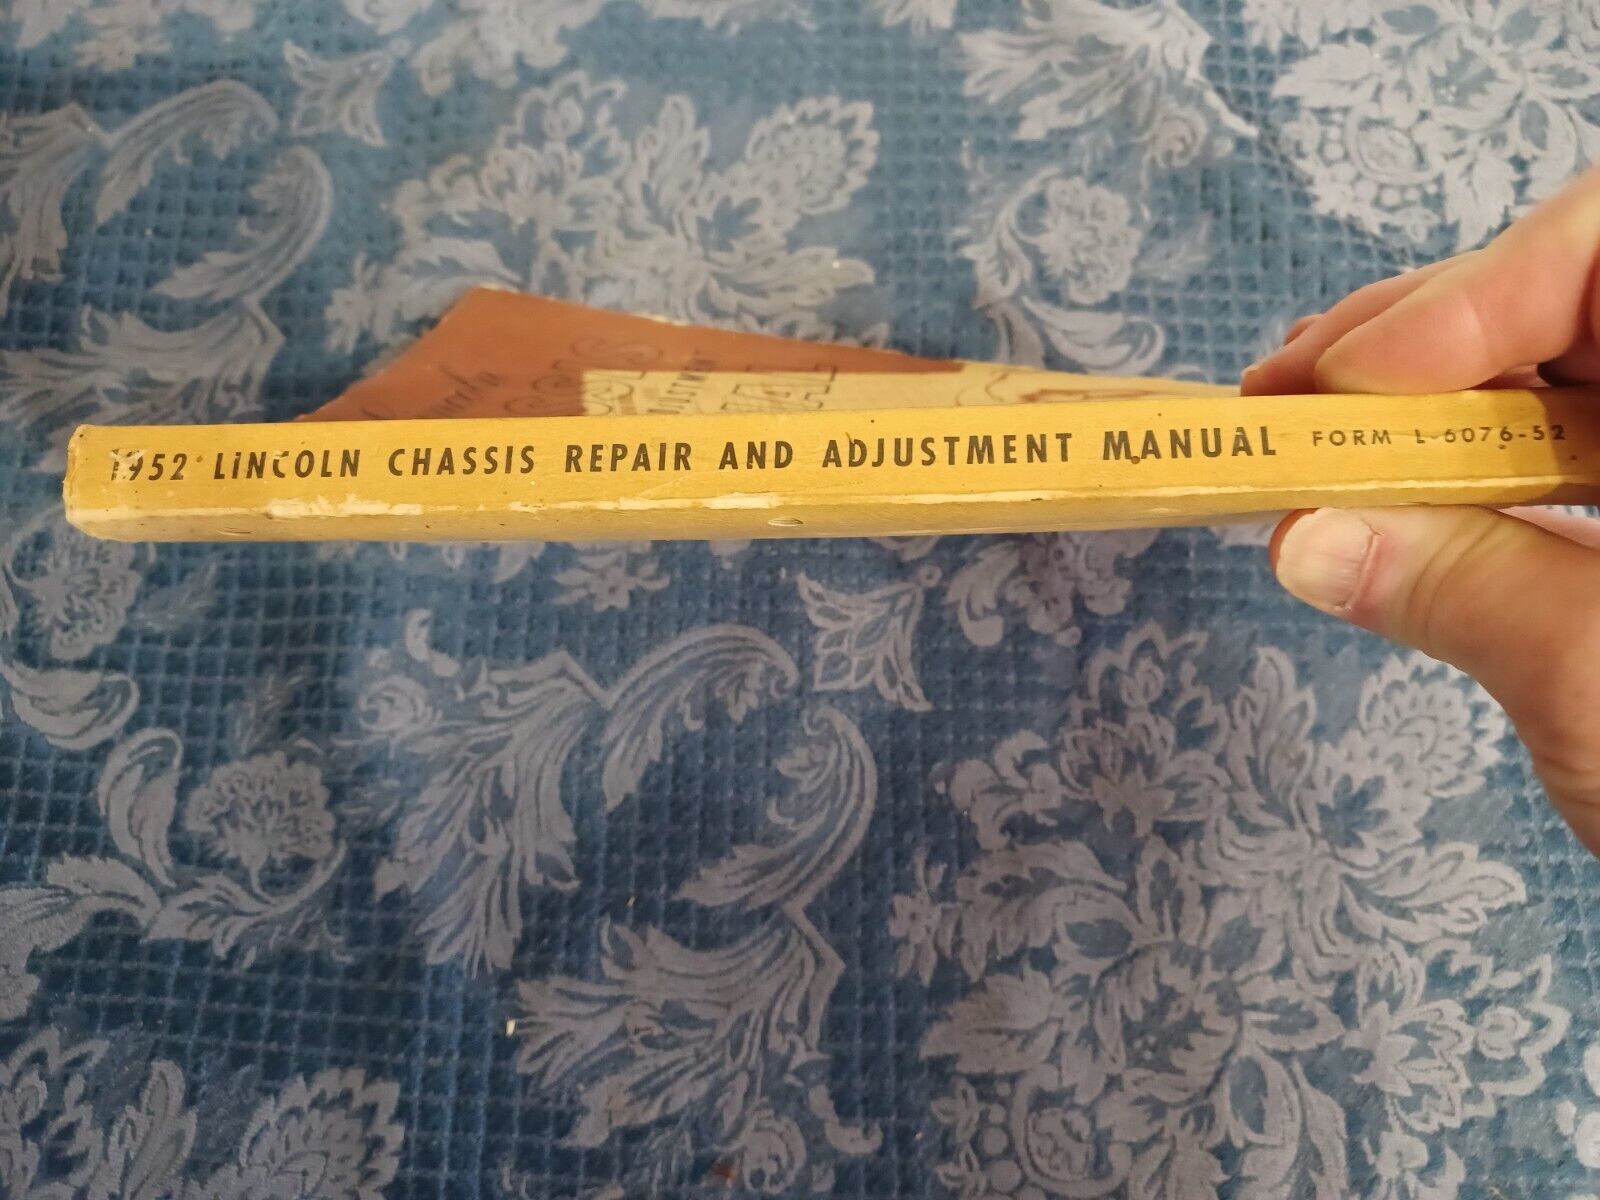 1952 LINCOLN CHASSIS REPAIR AND ADJUSTMENT MANUAL FORM L-6076-52